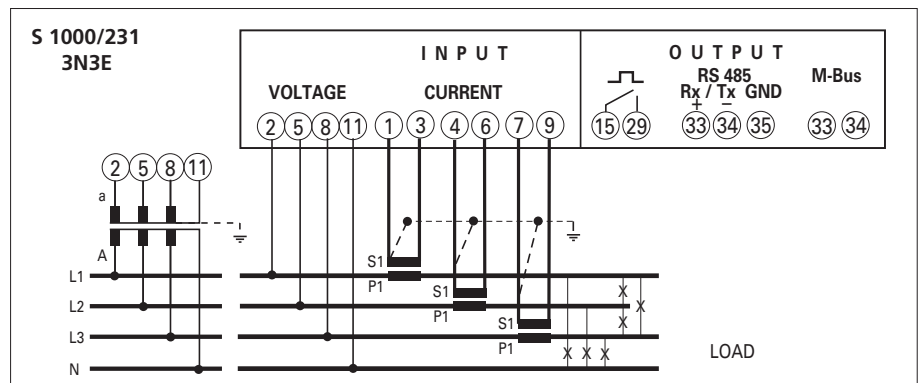 S 1000/231
3N3E
I N P U T
VOLTAGE CURRENT
2 5 8 11 1 3 4 6 7 9
O U T P U T
RS 485
Rx / Tx GND
+ −
M-Bus
15 29 33 34 35 33 34
2 5 8 11
a
A
S1
P1
S1
P1
S1
P1
L1
L2
L3
N
X
X X
X
X X X
LOAD